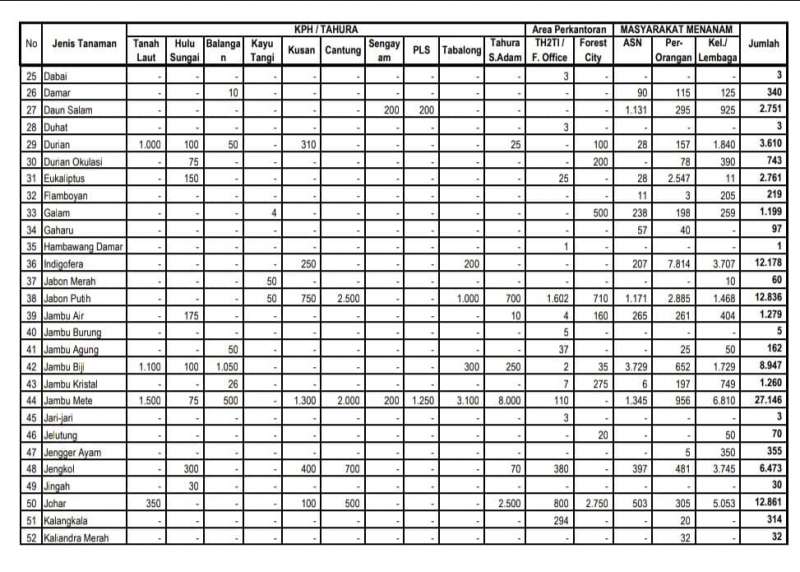 No Jenis Tanaman KPH / TAHURA Area Perkantoran MASYARAKAT MENANAM Jumlah
Tanah Laut Hulu Sungai Balangan Kayu Tangi Kusan Cantung Sengayam PLS Tabalong Tahura S.Adam TH2TI / F. Office Forest City ASN Per-Orangan Kel./ Lembaga
25 Dabai - - - - - - - - - - 3 - - - - 3
26 Damar - - 10 - - - - - - - - - 90 115 125 340
27 Daun Salam - - - - - - 200 200 - - - - 1.131 295 925 2.751
28 Duhat - - - - - - - - - - 3 - - - - 3
29 Durian 1.000 100 50 - 310 - - - - 25 - 100 28 157 1.840 3.610
30 Durian Okulasi - 75 - - - - - - - - - 200 - 78 390 743
31 Eukaliptus - 150 - - - - - - - - 25 - 28 2.547 11 2.761
32 Flamboyan - - - - - - - - - - - - 11 3 205 219
33 Galam - - - 4 - - - - - - - 500 238 198 259 1.199
34 Gaharu - - - - - - - - - - - - 57 40 - 97
35 Hambawang Damar - - - - - - - - - - 1 - - - - 1
36 Indigofera - - - - 250 - - - 200 - - - 207 7.814 3.707 12.178
37 Jabon Merah - - - 50 - - - - - - - - - - 10 60
38 Jabon Putih - - - 50 750 2.500 - - 1.000 700 1.602 710 1.171 2.885 1.468 12.836
39 Jambu Air - 175 - - - - - - - 10 4 160 265 261 404 1.279
40 Jambu Burung - - - - - - - - - - 5 - - - - 5
41 Jambu Agung - - 50 - - - - - - - 37 - - 25 50 162
42 Jambu Biji 1.100 100 1.050 - - - - - 300 250 2 35 3.729 652 1.729 8.947
43 Jambu Kristal - - 26 - - - - - - - 7 275 6 197 749 1.260
44 Jambu Mete 1.500 75 500 - 1.300 2.000 200 1.250 3.100 8.000 110 - 1.345 956 6.810 27.146
45 Jari-jari - - - - - - - - - - 3 - - - - 3
46 Jelutung - - - - - - - - - - - 20 - - 50 70
47 Jengger Ayam - - - - - - - - - - - - - 5 350 355
48 Jengkol - 300 - - 400 700 - - - 70 380 - 397 481 3.745 6.473
49 Jingah - 30 - - - - - - - - - - - - - 30
50 Johar 350 - - - 100 500 - - - 2.500 800 2.750 503 305 5.053 12.861
51 Kalangkala - - - - - - - - - - 294 - - 20 - 314
52 Kaliandra Merah - - - - - - - - - - - - - 32 - 32